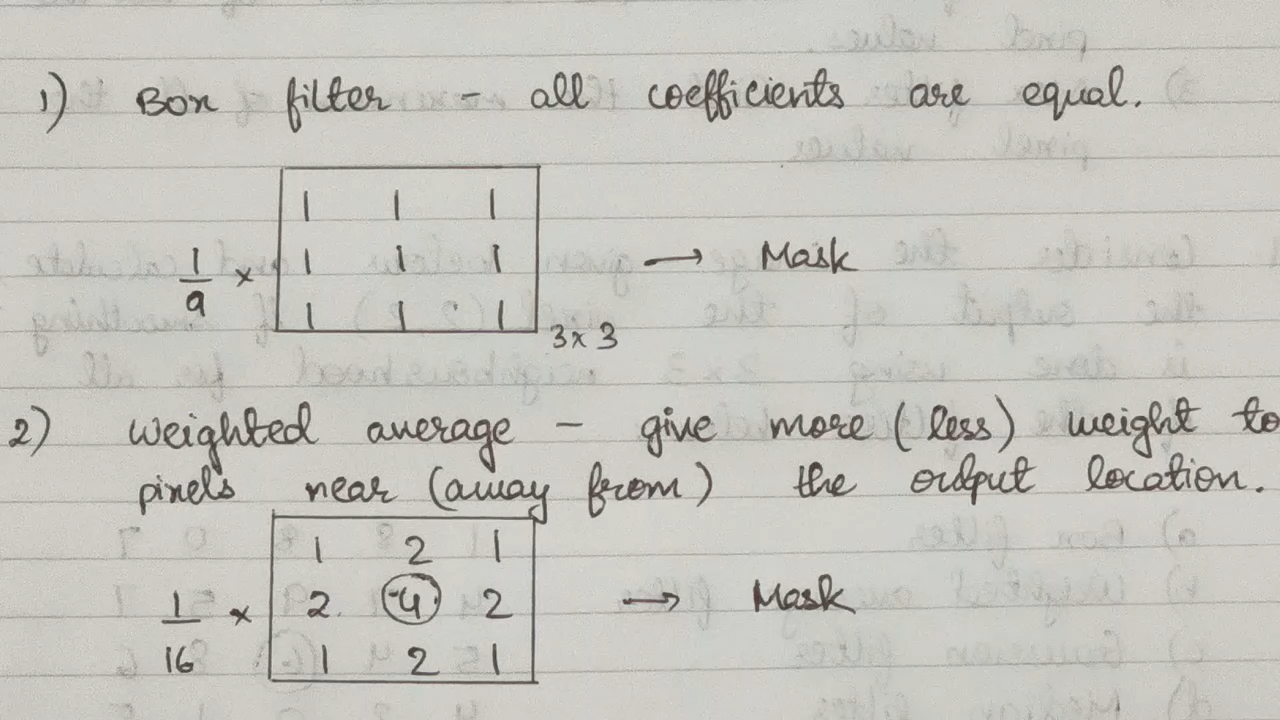 1) Box filter - all coefficients are equal.
1 1 1
1/9 × 1 1 1 → Mask
1 1 1
3×3
2) weighted average - give more (less) weight to
pixels near (away from) the output location.
1 2 1
1/16 × 2 4 2 → Mask
1 2 1